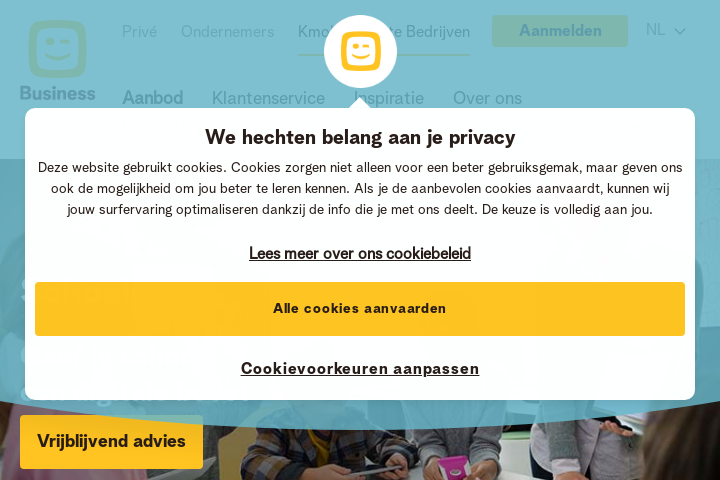 Privé Ondernemers Aanmelden NL
Business
Aanbod Klantenservice Inspiratie Over ons
We hechten belang aan je privacy
Deze website gebruikt cookies. Cookies zorgen niet alleen voor een beter gebruiksgemak, maar geven ons
ook de mogelijkheid om jou beter te leren kennen. Als je de aanbevolen cookies aanvaardt, kunnen wij
jouw surfervaring optimaliseren dankzij de info die je met ons deelt. De keuze is volledig aan jou.
Lees meer over ons cookiebeleid
Alle cookies aanvaarden
Cookievoorkeuren aanpassen
Vrijblijvend advies